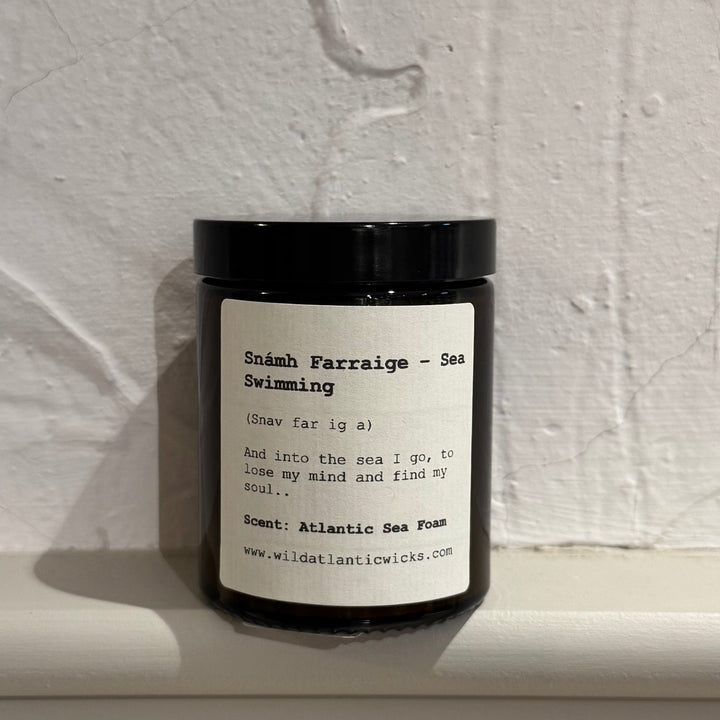 Snámh Farraige – Sea
Swimming
(Snav far ig a)
And into the sea I go, to
lose my mind and find my
soul..
Scent: Atlantic Sea Foam
www.wildatlanticwicks.com